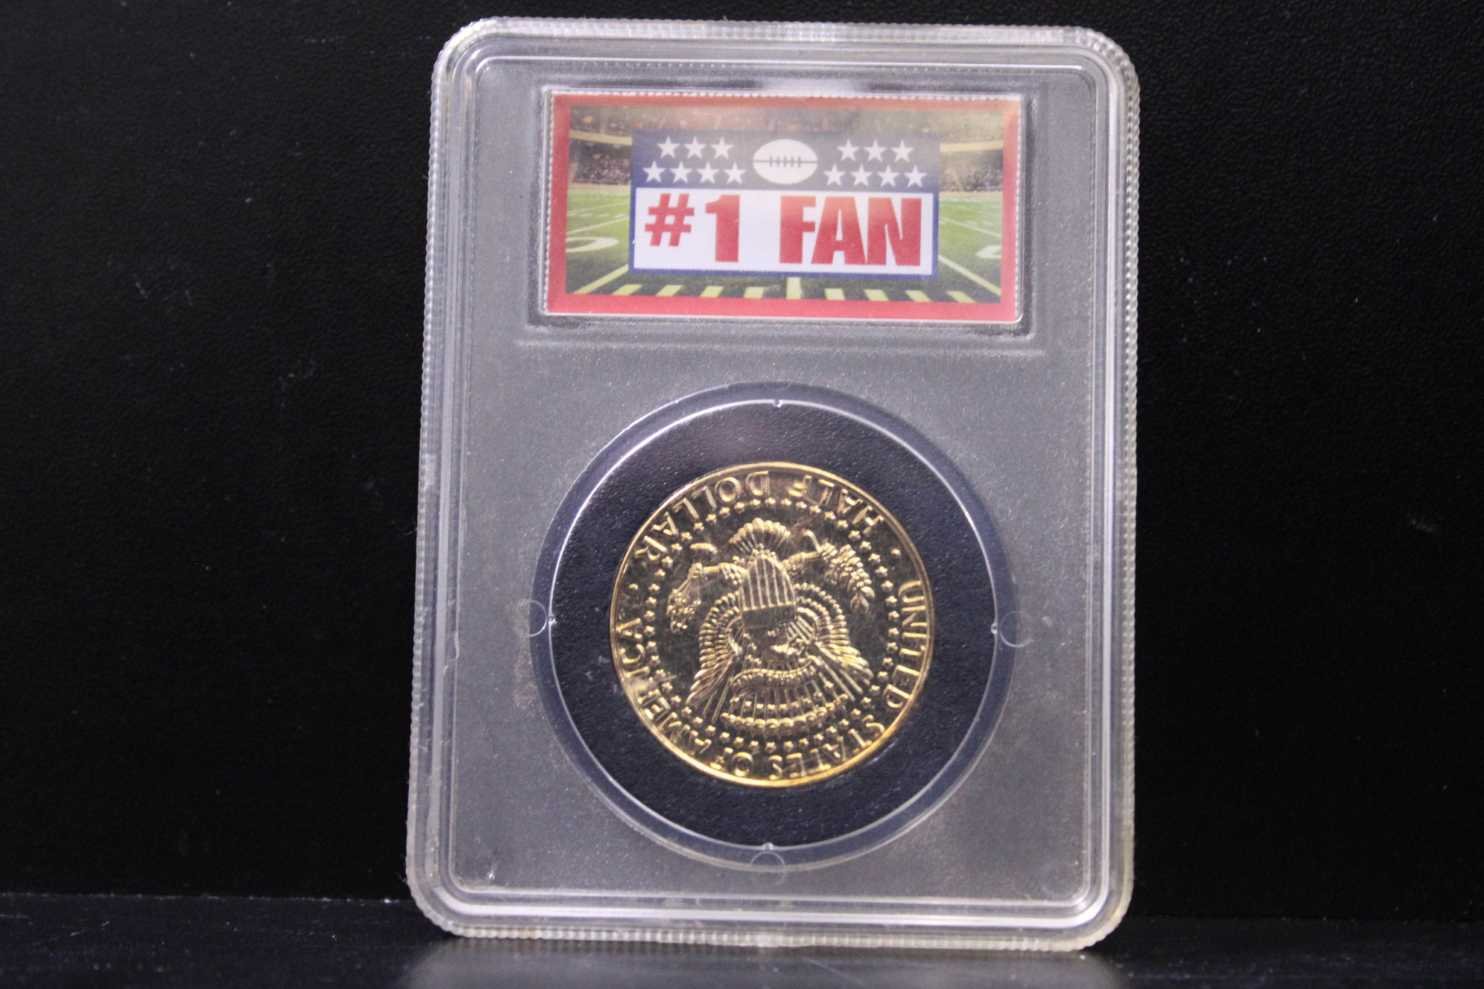 #1 FAN
UNITED STATES OF AMERICA
• HALF DOLLAR •